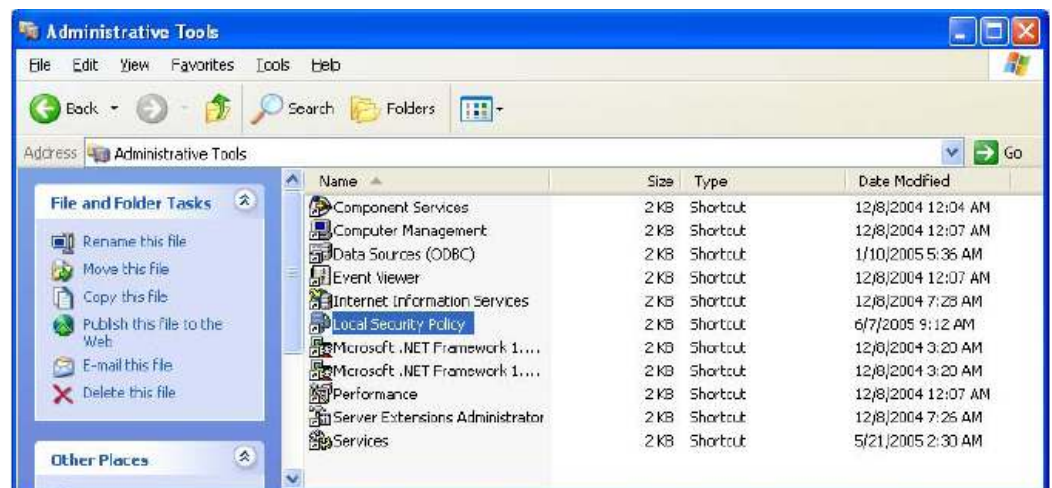 Administrative Tools
File Edit View Favorites Tools Help
Back Search Folders
Address Administrative Tools Go
File and Folder Tasks
Rename this file
Move this file
Copy this file
Publish this file to the Web
E-mail this file
Delete this file
Other Places
Name Size Type Date Modified
Component Services 2 KB Shortcut 12/8/2004 12:04 AM
Computer Management 2 KB Shortcut 12/8/2004 12:07 AM
Data Sources (ODBC) 2 KB Shortcut 1/10/2005 5:36 AM
Event Viewer 2 KB Shortcut 12/8/2004 12:07 AM
Internet Information Services 2 KB Shortcut 12/8/2004 7:28 AM
Local Security Policy 2 KB Shortcut 6/7/2005 9:12 AM
Microsoft .NET Framework 1.... 2 KB Shortcut 12/8/2004 3:20 AM
Microsoft .NET Framework 1.... 2 KB Shortcut 12/8/2004 3:20 AM
Performance 2 KB Shortcut 12/8/2004 12:07 AM
Server Extensions Administrator 2 KB Shortcut 12/8/2004 7:26 AM
Services 2 KB Shortcut 5/21/2005 2:30 AM